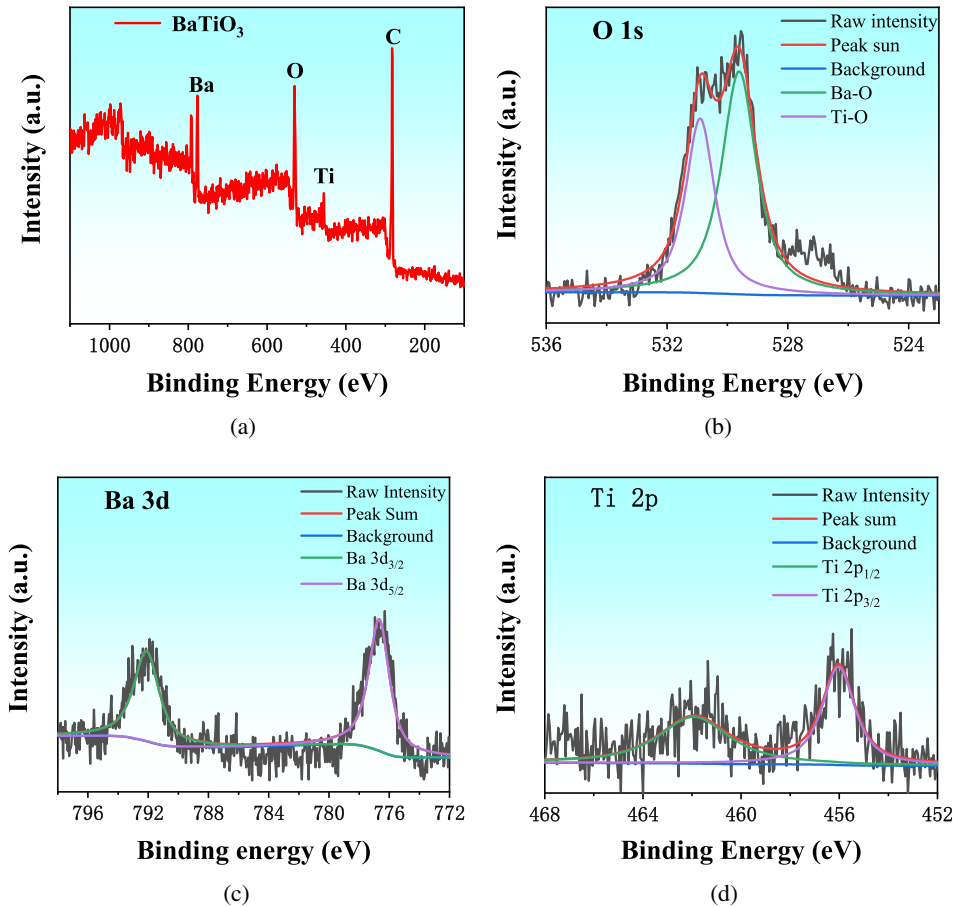 BaTiO₃
C
Ba
O
Ti
Intensity (a.u.)
1000 800 600 400 200
Binding Energy (eV)
(a)
O 1s
Raw intensity
Peak sun
Background
Ba-O
Ti-O
Intensity (a.u.)
536 532 528 524
Binding Energy (eV)
(b)
Ba 3d
Raw Intensity
Peak Sum
Background
Ba 3d₃/₂
Ba 3d₅/₂
Intensity (a.u.)
796 792 788 784 780 776 772
Binding energy (eV)
(c)
Ti 2p
Raw Intensity
Peak sum
Background
Ti 2p₁/₂
Ti 2p₃/₂
Intensity (a.u.)
468 464 460 456 452
Binding Energy (eV)
(d)